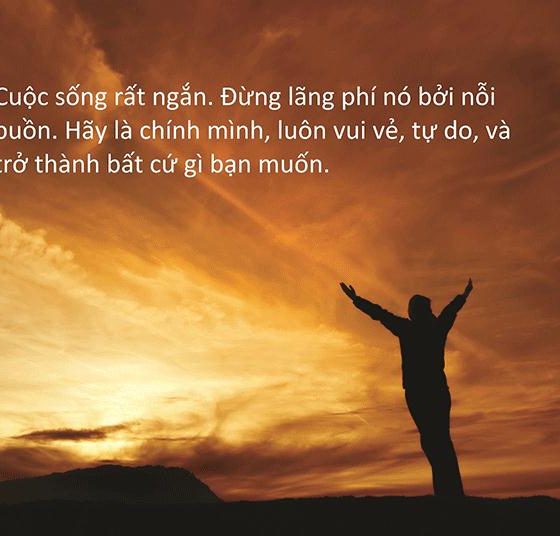 Cuộc sống rất ngắn. Đừng lãng phí nó bởi nỗi
buồn. Hãy là chính mình, luôn vui vẻ, tự do, và
trở thành bất cứ gì bạn muốn.